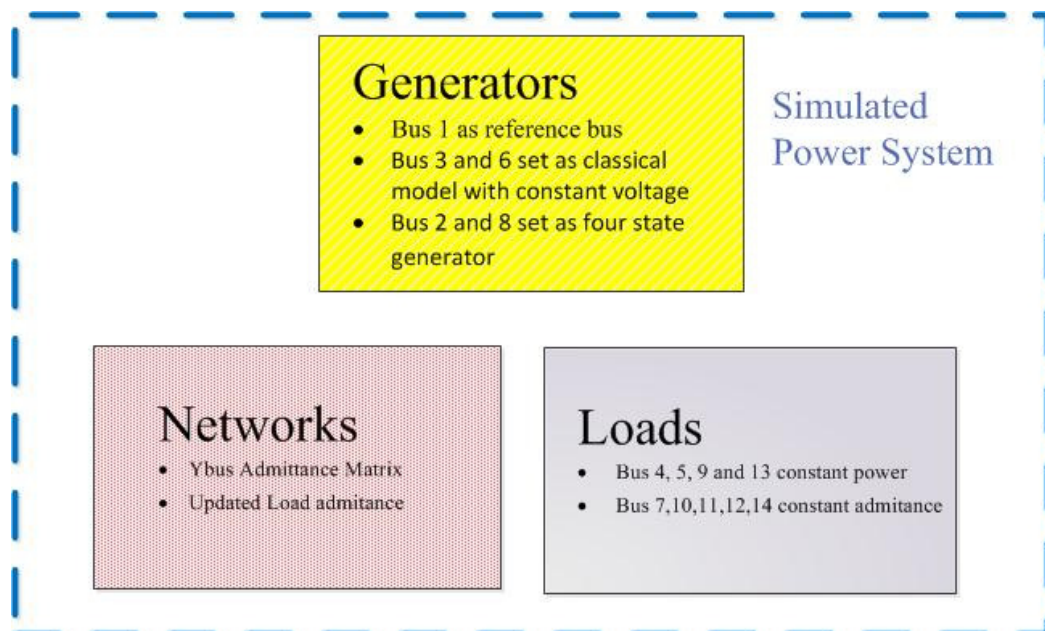 Generators
• Bus 1 as reference bus
• Bus 3 and 6 set as classical
model with constant voltage
• Bus 2 and 8 set as four state
generator
Simulated
Power System
Networks
• Ybus Admittance Matrix
• Updated Load admitance
Loads
• Bus 4, 5, 9 and 13 constant power
• Bus 7,10,11,12,14 constant admitance